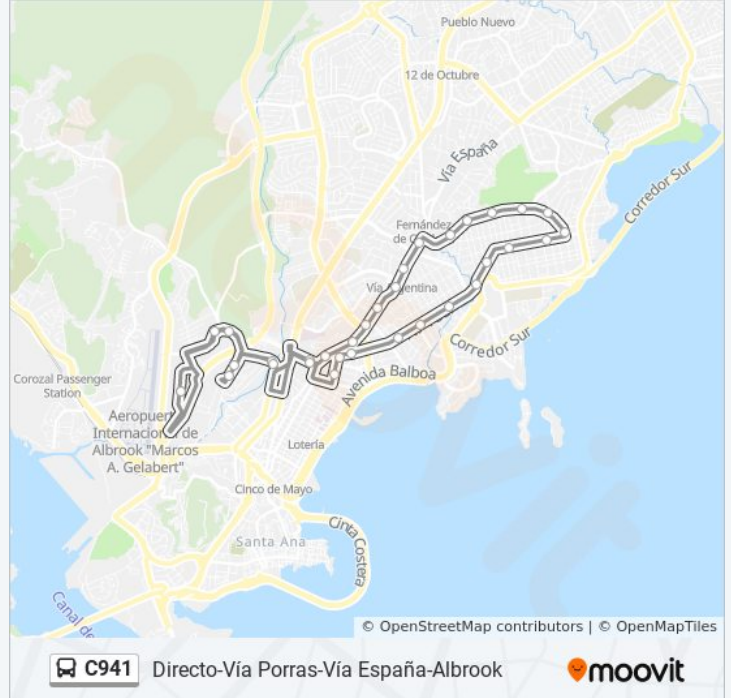 Pueblo Nuevo
12 de Octubre
Vía España
Corredor Sur
Fernández
de
Vía Argentina
Corredor Sur
Corozal Passenger
Station
Avenida Balboa
Aeropuer
Internacional de
Albrook "Marcos
A. Gelabert"
Lotería
Cinco de Mayo
Cinta Costera
Santa Ana
Canal de
© OpenStreetMap contributors | © OpenMapTiles
C941 Directo-Vía Porras-Vía España-Albrook
moovit